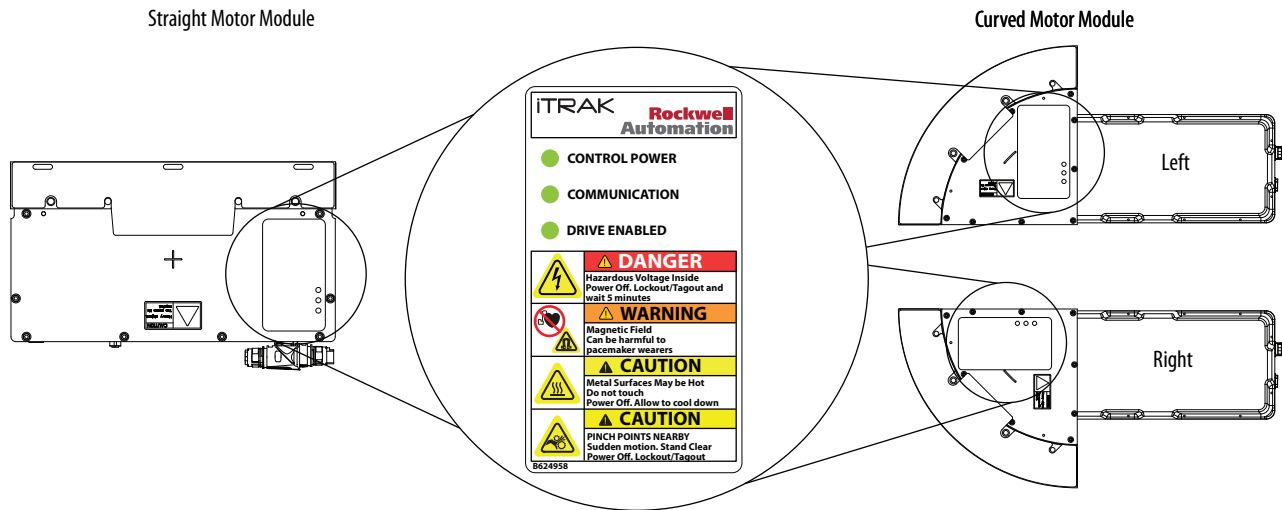 Straight Motor Module
Curved Motor Module
iTRAK
Rockwell
Automation
CONTROL POWER
COMMUNICATION
DRIVE ENABLED
DANGER
Hazardous Voltage Inside
Power Off. Lockout/Tagout and
wait 5 minutes
WARNING
Magnetic Field
Can be harmful to
pacemaker wearers
CAUTION
Metal Surfaces May be Hot
Do not touch
Power Off. Allow to cool down
CAUTION
PINCH POINTS NEARBY
Sudden motion. Stand Clear
Power Off. Lockout/Tagout
B624958
Left
Right
CAUTION